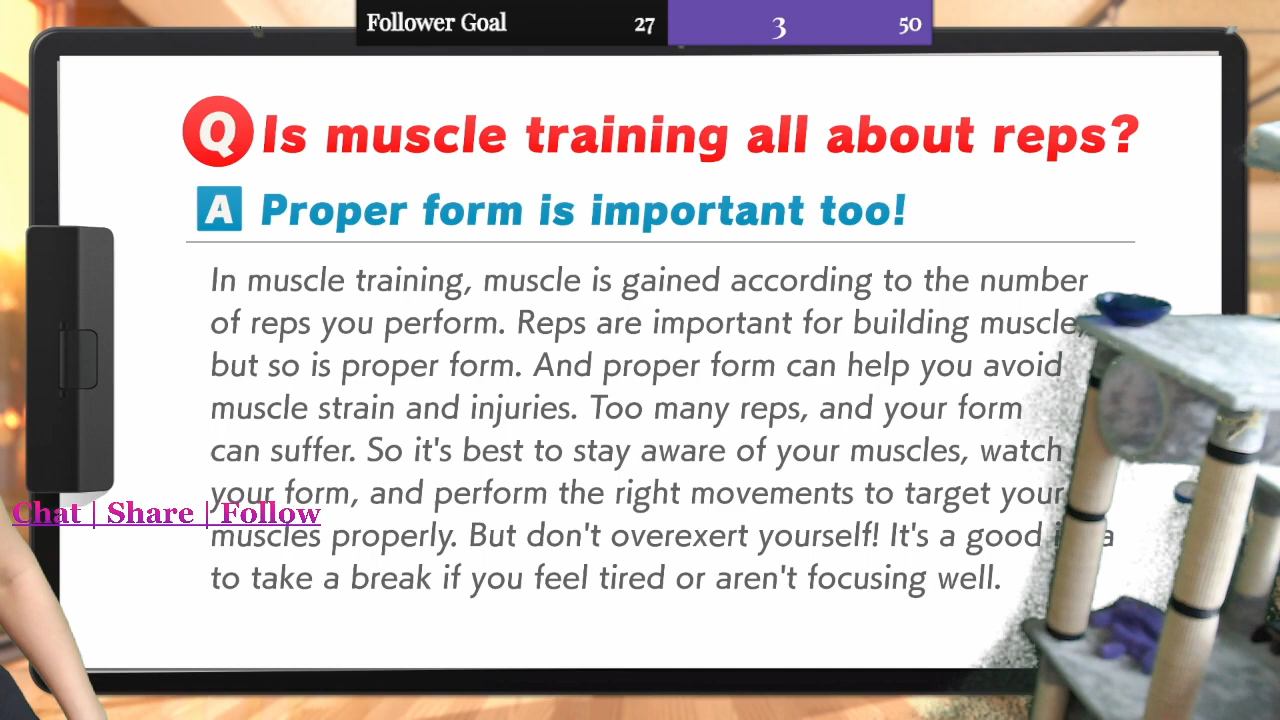 Follower Goal 27 3 50
Q Is muscle training all about reps?
A Proper form is important too!
In muscle training, muscle is gained according to the number
of reps you perform. Reps are important for building muscle,
but so is proper form. And proper form can help you avoid
muscle strain and injuries. Too many reps, and your form
can suffer. So it's best to stay aware of your muscles, watch
your form, and perform the right movements to target your
Chat | Share | Follow
muscles properly. But don't overexert yourself! It's a good
to take a break if you feel tired or aren't focusing well.